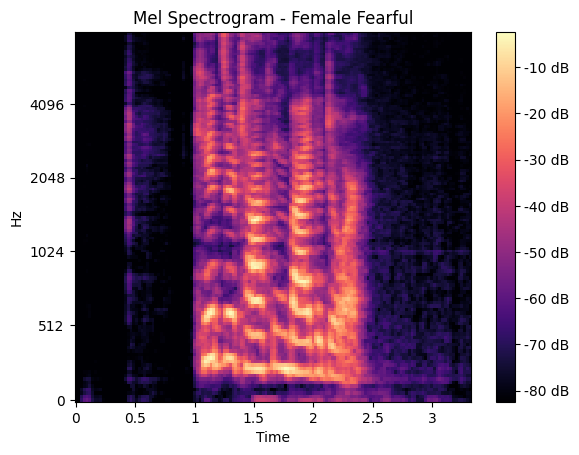 Mel Spectrogram - Female Fearful
Hz
4096
2048
1024
512
0
0
0.5
1
1.5
2
2.5
3
Time
-10 dB
-20 dB
-30 dB
-40 dB
-50 dB
-60 dB
-70 dB
-80 dB